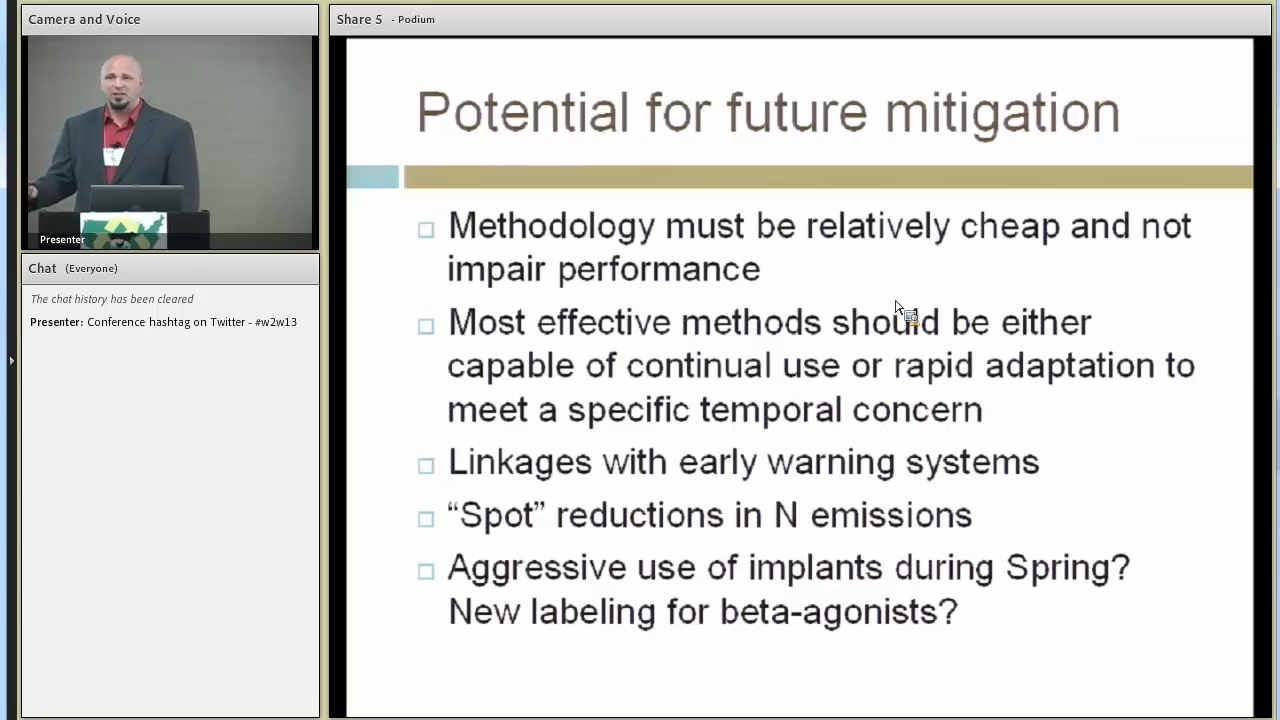 Camera and Voice
Presenter
Chat (Everyone)
The chat history has been cleared
Presenter: Conference hashtag on Twitter - #w2w13
Share 5 - Podium
Potential for future mitigation
Methodology must be relatively cheap and not
impair performance
Most effective methods should be either
capable of continual use or rapid adaptation to
meet a specific temporal concern
Linkages with early warning systems
“Spot” reductions in N emissions
Aggressive use of implants during Spring?
New labeling for beta-agonists?